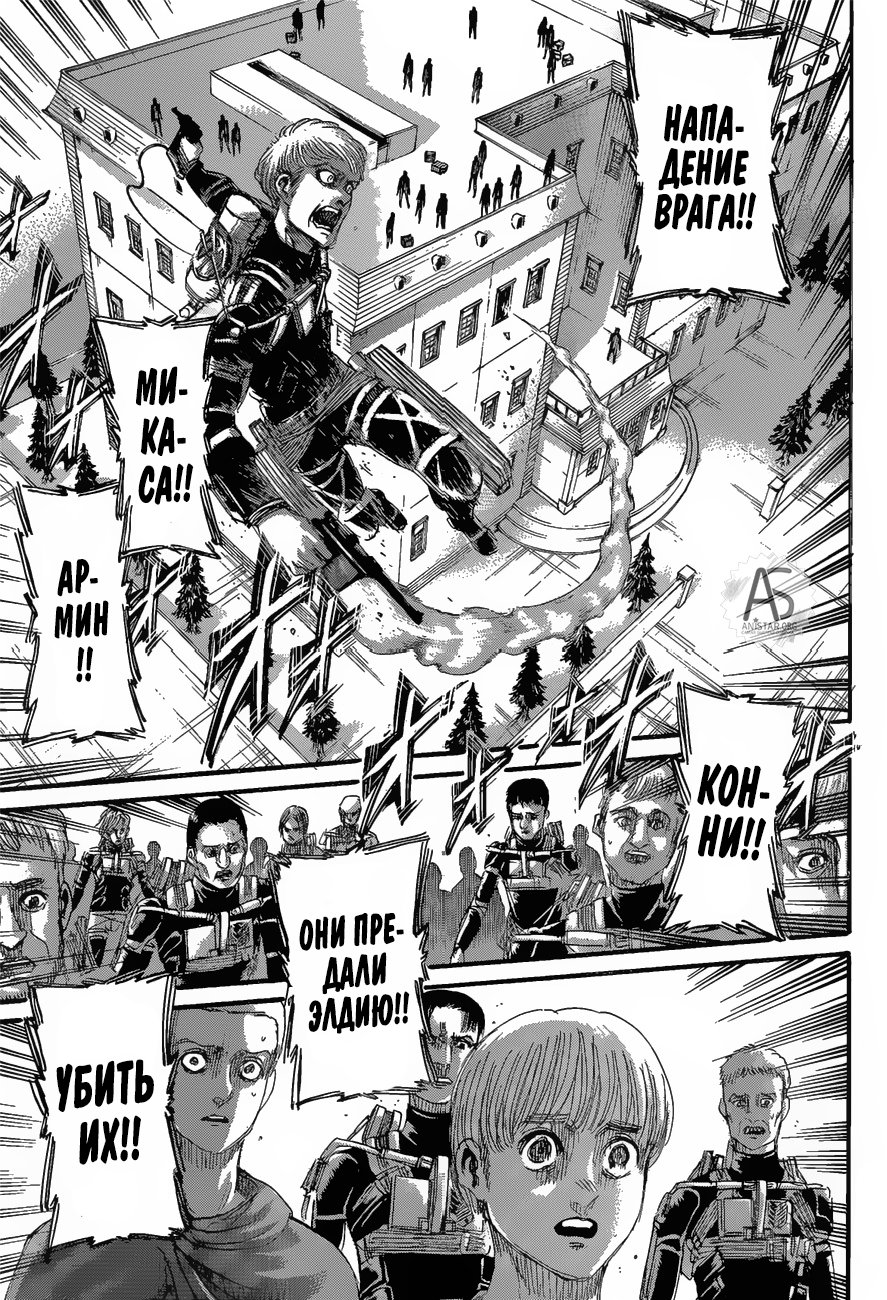 НАПА-
ДЕНИЕ
ВРАГА!!
МИ-
КА-
СА!!
АР-
МИН
!!
КОН-
НИ!!
ОНИ ПРЕ-
ДАЛИ
ЭЛДИЮ!!
УБИТЬ
ИХ!!
AS
ANISTAR.ORG